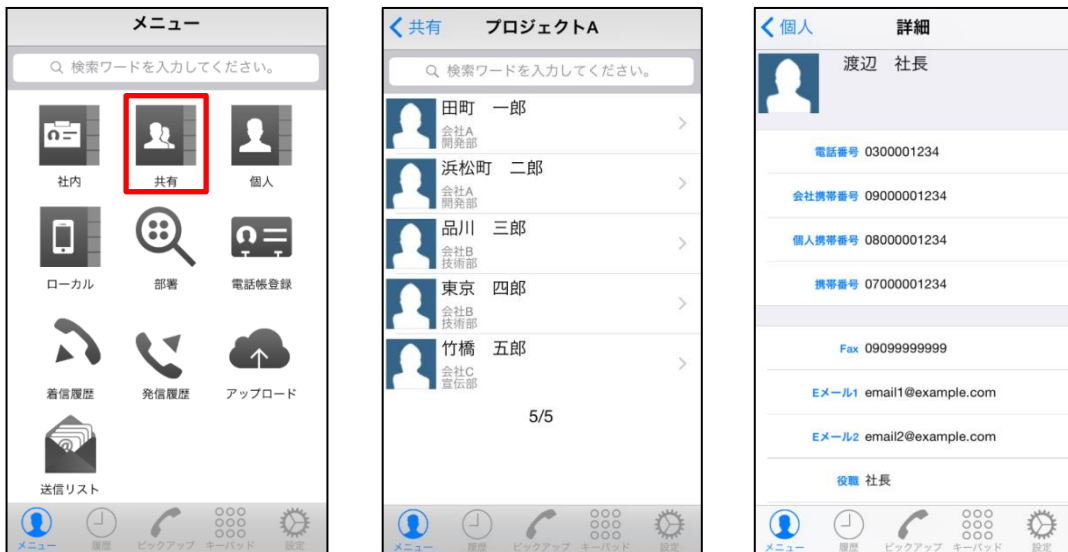 メニュー
検索ワードを入力してください。
社内
共有
個人
ローカル
部署
電話帳登録
着信履歴
発信履歴
アップロード
送信リスト
メニュー
履歴
ピックアップ
キーパッド
設定
共有
プロジェクトA
検索ワードを入力してください。
田町　一郎
会社A
開発部
浜松町　二郎
会社A
開発部
品川　三郎
会社B
技術部
東京　四郎
会社B
技術部
竹橋　五郎
会社C
宣伝部
5/5
メニュー
履歴
ピックアップ
キーパッド
設定
個人
詳細
渡辺　社長
電話番号 0300001234
会社携帯番号 09000001234
個人携帯番号 08000001234
携帯番号 07000001234
Fax 09099999999
Eメール1 email1@example.com
Eメール2 email2@example.com
役職 社長
メニュー
履歴
ピックアップ
キーパッド
設定